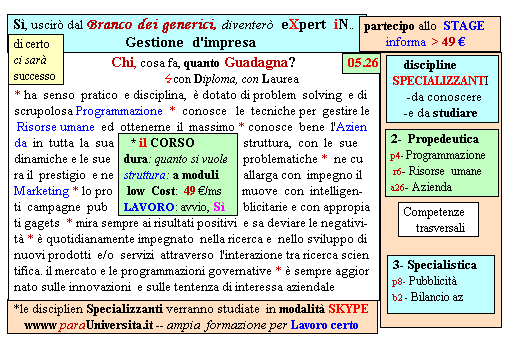 Sì, uscirò dal Branco dei generici, diventerò eXpert iN..
Gestione d'impresa
partecipo allo STAGE
informa > 49 €
di certo
ci sarà
successo
Chi, cosa fa, quanto Guadagna?
05.26
con Diploma, con Laurea
* ha senso pratico e disciplina, è dotato di problem solving e di
scrupolosa Programmazione * conosce le tecniche per gestire le
Risorse umane ed ottenerne il massimo * conosce bene l'Azien
da in tutta la sua struttura, con le sue
dinamiche e le sue problematiche * ne cu
ra il prestigio e ne allarga con impegno il
Marketing * lo pro muove con intelligen-
ti campagne pub blicitarie e con appropia
ti gagets * mira sempre ai risultati positivi e sa deviare le negativi-
tà * è quotidianamente impegnato nella ricerca e nello sviluppo di
nuovi prodotti e/o servizi attraverso l'interazione tra ricerca scien
tifica. il mercato e le programmazioni governative * è sempre aggior
nato sulle innovazioni e sulle tentenza di interessa aziendale
* il CORSO
dura: quanto si vuole
struttura: a moduli
low Cost: 49 €/ms
LAVORO: avvio, Sì
discipline
SPECIALIZZANTI
-da conoscere
-e da studiare
2- Propedeutica
p4- Programmazione
r6- Risorse umane
a26- Azienda
Competenze
trasversali
3- Specialistica
p8- Pubblicità
b2 - Bilancio az
*le disciplien Specializzanti verranno studiate in modalità SKYPE
www.paraUniversita.it -- ampia formazione per Lavoro certo